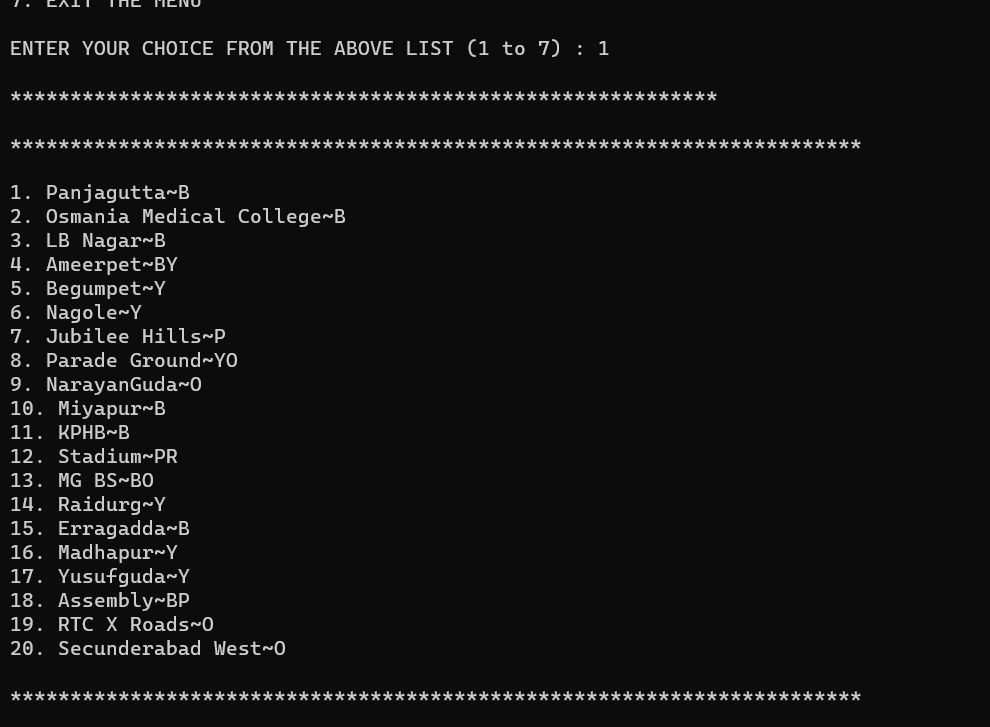 7. EXIT THE MENU
ENTER YOUR CHOICE FROM THE ABOVE LIST (1 to 7) : 1
***********************************************************
***********************************************************************
1. Panjagutta~B
2. Osmania Medical College~B
3. LB Nagar~B
4. Ameerpet~BY
5. Begumpet~Y
6. Nagole~Y
7. Jubilee Hills~P
8. Parade Ground~YO
9. NarayanGuda~O
10. Miyapur~B
11. KPHB~B
12. Stadium~PR
13. MG BS~BO
14. Raidurg~Y
15. Erragadda~B
16. Madhapur~Y
17. Yusufguda~Y
18. Assembly~BP
19. RTC X Roads~O
20. Secunderabad West~O
***********************************************************************